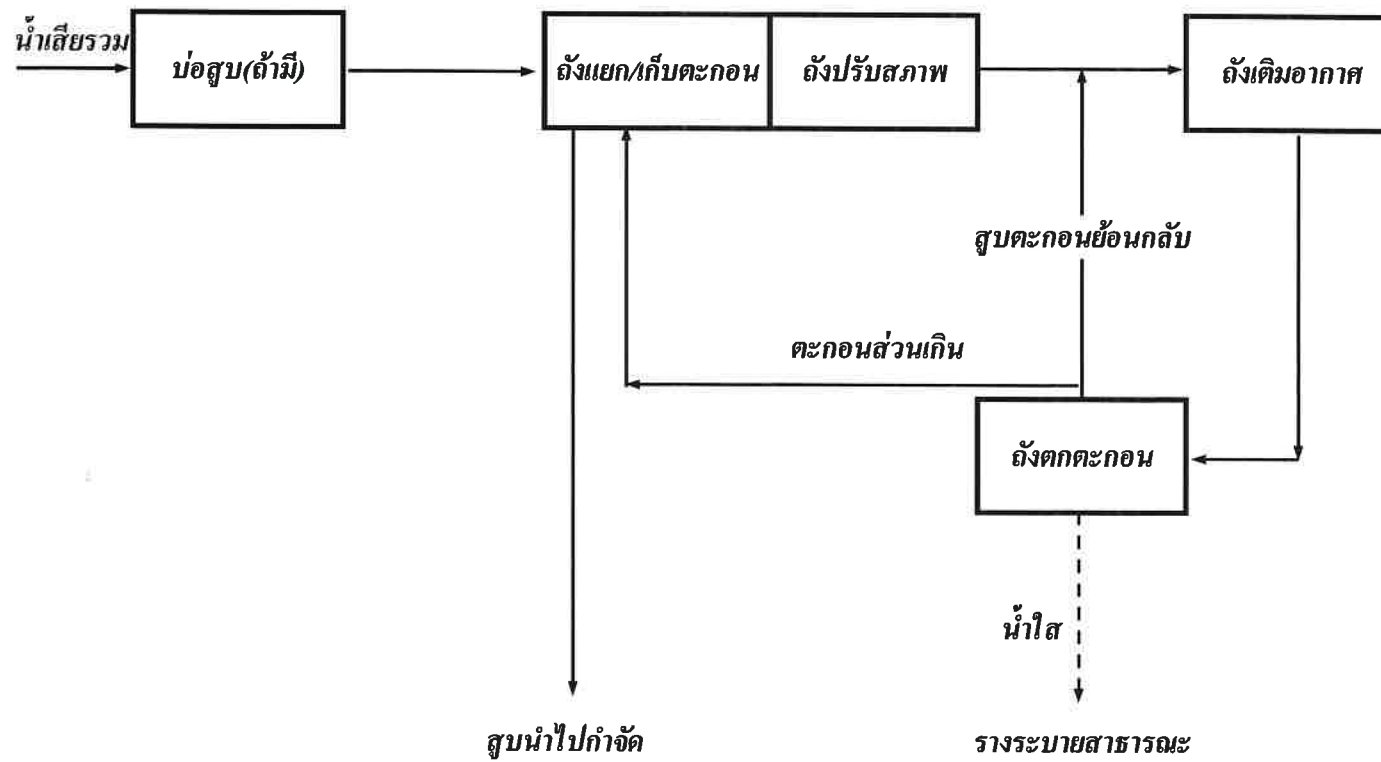 น้ำเสียรวม
บ่อสูบ(ถ้ามี)
ถังแยก/เก็บตะกอน
ถังปรับสภาพ
ถังเติมอากาศ
สูบตะกอนย้อนกลับ
ตะกอนส่วนเกิน
ถังตกตะกอน
น้ำใส
สูบนำไปกำจัด
รางระบายสาธารณะ